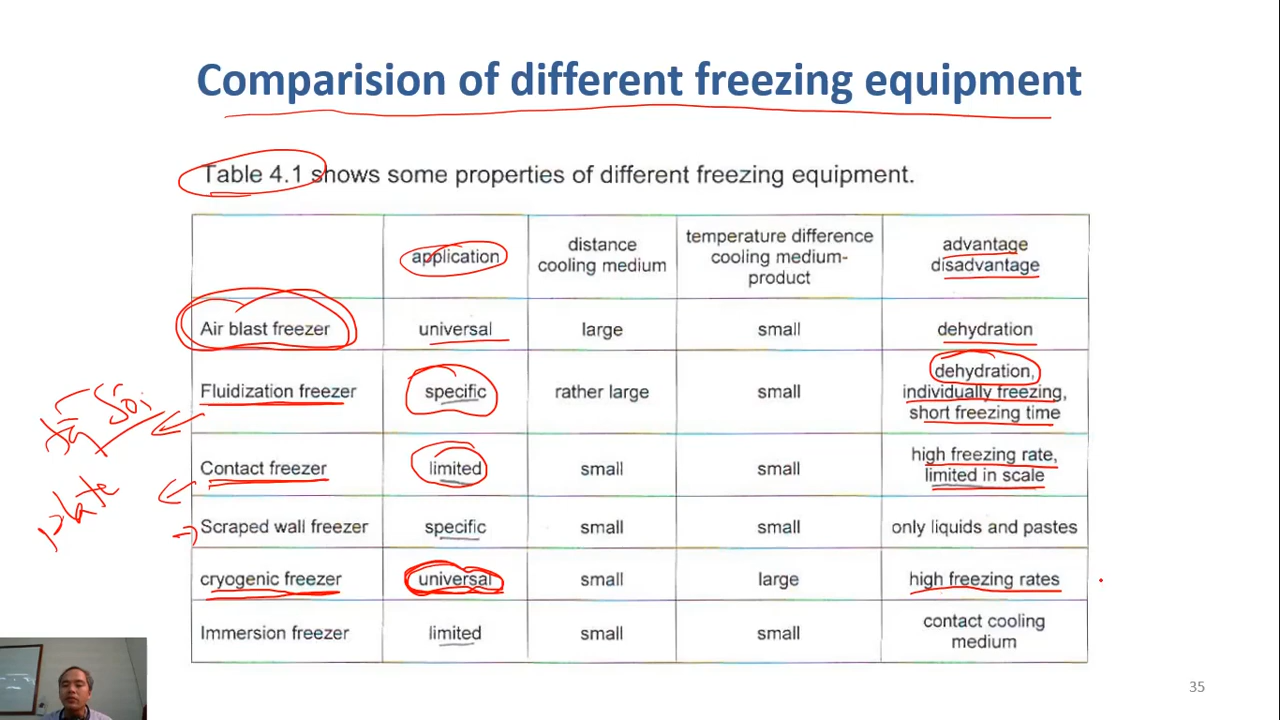 Comparision of different freezing equipment
Table 4.1 shows some properties of different freezing equipment.
application
distance
cooling medium
temperature difference
cooling medium-
product
advantage
disadvantage
Air blast freezer
universal
large
small
dehydration
Fluidization freezer
specific
rather large
small
dehydration,
individually freezing,
short freezing time
Contact freezer
limited
small
small
high freezing rate,
limited in scale
Scraped wall freezer
specific
small
small
only liquids and pastes
cryogenic freezer
universal
small
large
high freezing rates
Immersion freezer
limited
small
small
contact cooling
medium
plate
35